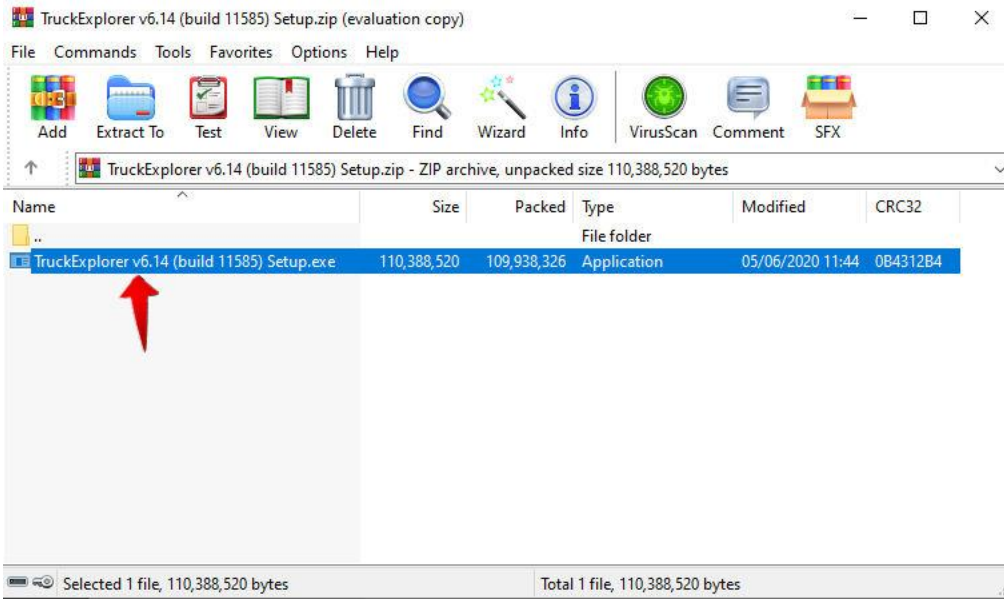 TruckExplorer v6.14 (build 11585) Setup.zip (evaluation copy)
File Commands Tools Favorites Options Help
Add Extract To Test View Delete Find Wizard Info VirusScan Comment SFX
TruckExplorer v6.14 (build 11585) Setup.zip - ZIP archive, unpacked size 110,388,520 bytes
Name Size Packed Type Modified CRC32
.. File folder
TruckExplorer v6.14 (build 11585) Setup.exe 110,388,520 109,938,326 Application 05/06/2020 11:44 0B4312B4
Selected 1 file, 110,388,520 bytes Total 1 file, 110,388,520 bytes